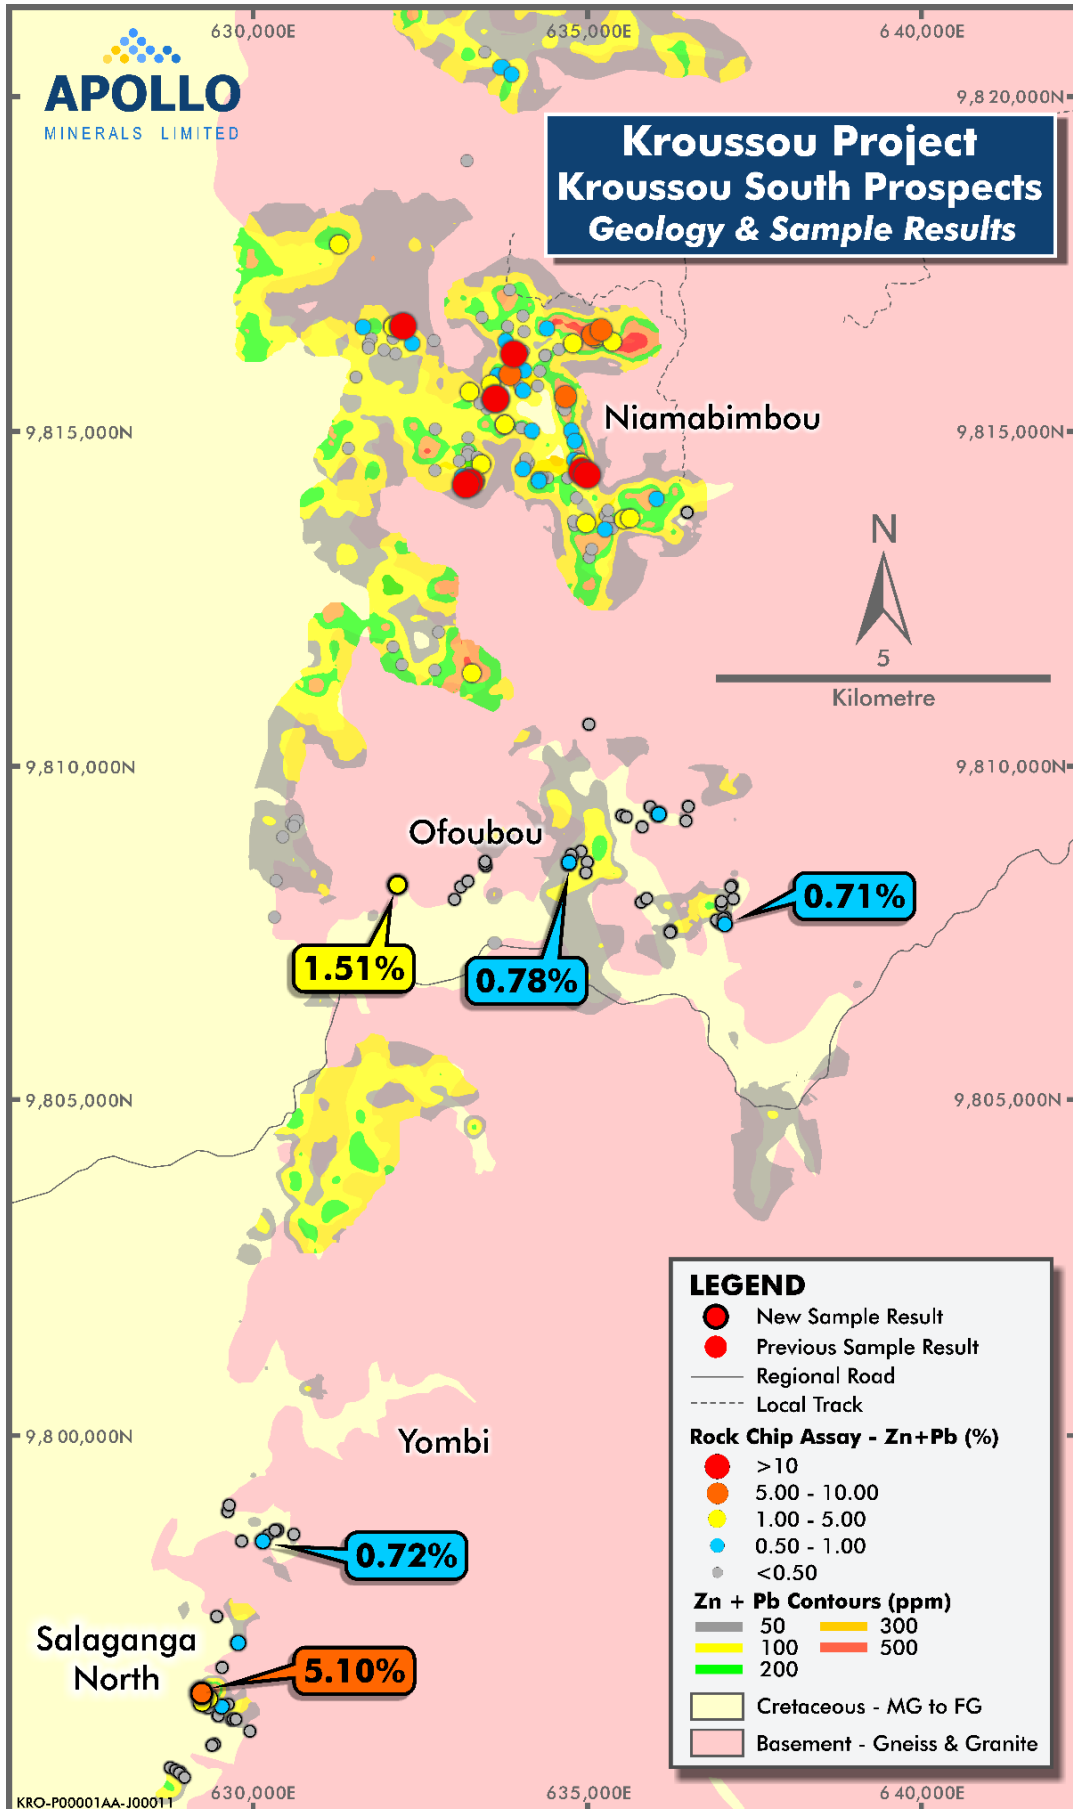 630,000E
635,000E
640,000E
APOLLO
MINERALS LIMITED
9,820,000N
Kroussou Project
Kroussou South Prospects
Geology & Sample Results
Niamabimbou
9,815,000N
9,815,000N
N
5
Kilometre
9,810,000N
9,810,000N
Ofoubou
0.71%
1.51%
0.78%
9,805,000N
9,805,000N
LEGEND
New Sample Result
Previous Sample Result
Regional Road
Local Track
Rock Chip Assay - Zn+Pb (%)
>10
5.00 - 10.00
1.00 - 5.00
0.50 - 1.00
<0.50
Zn + Pb Contours (ppm)
50
300
100
500
200
Cretaceous - MG to FG
Basement - Gneiss & Granite
9,800,000N
Yombi
0.72%
Salaganga
North
5.10%
630,000E
635,000E
640,000E
KRO-P00001AA-J00011